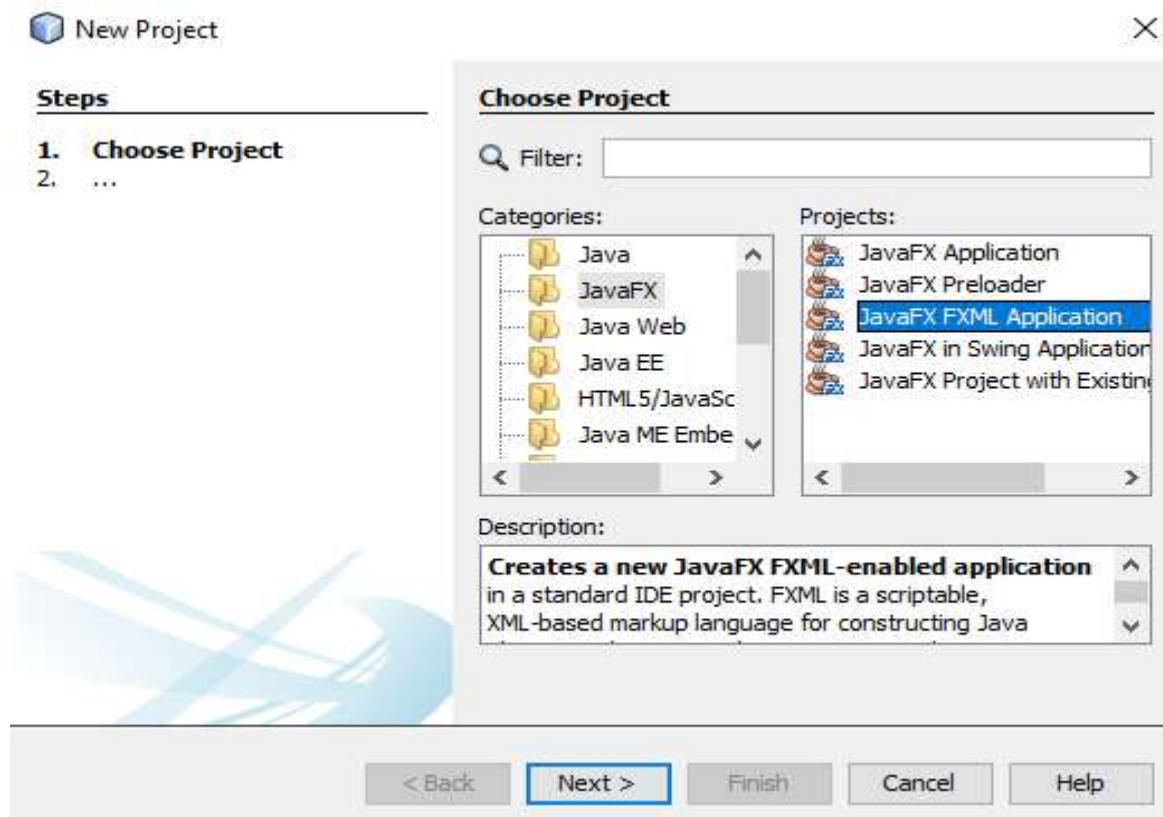 New Project
Steps
1. Choose Project
2. ...
Choose Project
Filter:
Categories:
Java
JavaFX
Java Web
Java EE
HTML5/JavaSc
Java ME Embe
Projects:
JavaFX Application
JavaFX Preloader
JavaFX FXML Application
JavaFX in Swing Application
JavaFX Project with Existing
Description:
Creates a new JavaFX FXML-enabled application
in a standard IDE project. FXML is a scriptable,
XML-based markup language for constructing Java
< Back
Next >
Finish
Cancel
Help